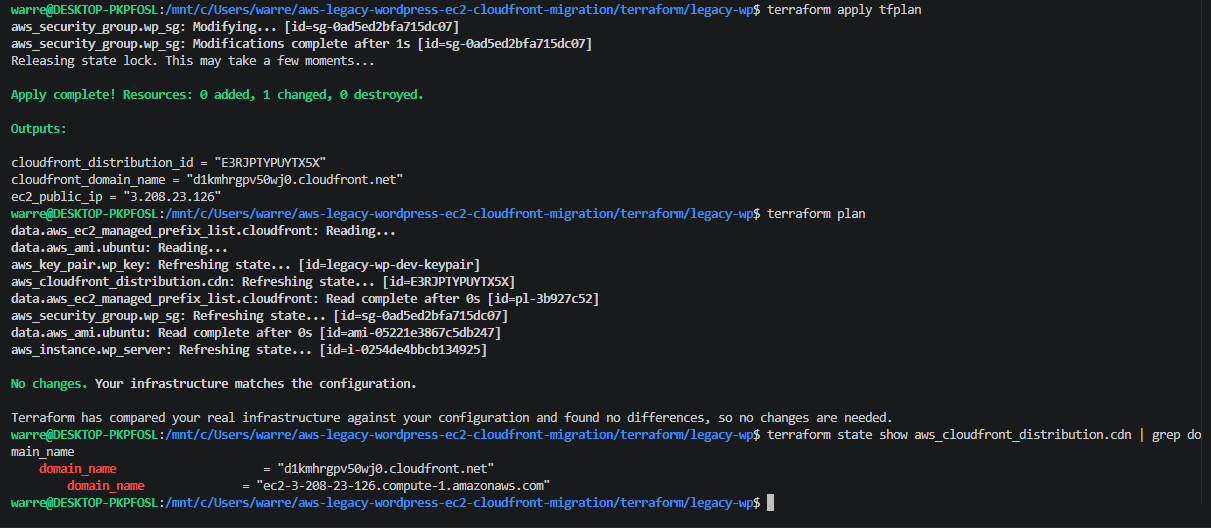 warre@DESKTOP-PKPFOSL:/mnt/c/Users/warre/aws-legacy-wordpress-ec2-cloudfront-migration/terraform/legacy-wp$ terraform apply tfplan
aws_security_group.wp_sg: Modifying... [id=sg-0ad5ed2bfa715dc07]
aws_security_group.wp_sg: Modifications complete after 1s [id=sg-0ad5ed2bfa715dc07]
Releasing state lock. This may take a few moments...
Apply complete! Resources: 0 added, 1 changed, 0 destroyed.
Outputs:
cloudfront_distribution_id = "E3RJPTYPUYTX5X"
cloudfront_domain_name = "d1kmhrgpv50wj0.cloudfront.net"
ec2_public_ip = "3.208.23.126"
warre@DESKTOP-PKPFOSL:/mnt/c/Users/warre/aws-legacy-wordpress-ec2-cloudfront-migration/terraform/legacy-wp$ terraform plan
data.aws_ec2_managed_prefix_list.cloudfront: Reading...
data.aws_ami.ubuntu: Reading...
aws_key_pair.wp_key: Refreshing state... [id=legacy-wp-dev-keypair]
aws_cloudfront_distribution.cdn: Refreshing state... [id=E3RJPTYPUYTX5X]
data.aws_ec2_managed_prefix_list.cloudfront: Read complete after 0s [id=pl-3b927c52]
aws_security_group.wp_sg: Refreshing state... [id=sg-0ad5ed2bfa715dc07]
data.aws_ami.ubuntu: Read complete after 0s [id=ami-05221e3867c5db247]
aws_instance.wp_server: Refreshing state... [id=i-0254de4bbcb134925]
No changes. Your infrastructure matches the configuration.
Terraform has compared your real infrastructure against your configuration and found no differences, so no changes are needed.
warre@DESKTOP-PKPFOSL:/mnt/c/Users/warre/aws-legacy-wordpress-ec2-cloudfront-migration/terraform/legacy-wp$ terraform state show aws_cloudfront_distribution.cdn | grep do
main_name
domain_name = "d1kmhrgpv50wj0.cloudfront.net"
domain_name = "ec2-3-208-23-126.compute-1.amazonaws.com"
warre@DESKTOP-PKPFOSL:/mnt/c/Users/warre/aws-legacy-wordpress-ec2-cloudfront-migration/terraform/legacy-wp$